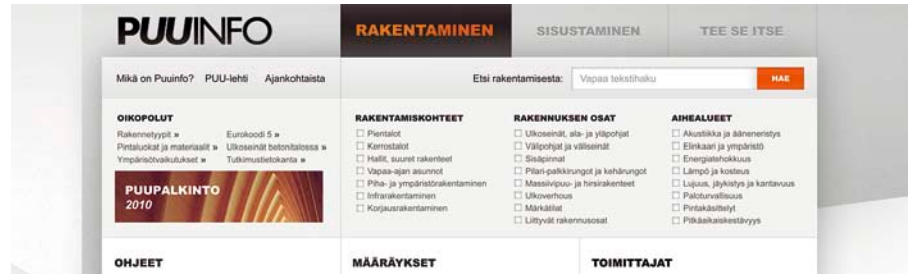 PUUINFO
RAKENTAMINEN
SISUSTAMINEN
TEE SE ITSE
Mikä on Puuinfo? PUU-lehti Ajankohtaista
Etsi rakentamisesta: Vapaa tekstihaku HAE
OIKOPOLUT
Rakennetyypit »
Eurokoodi 5 »
Pintaluokat ja materiaalit »
Ulkoseinät betonitalossa »
Ympärisötvaikutukset »
Tutkimustietokanta »
PUUPALKINTO
2010
RAKENTAMISKOHTEET
Pientalot
Kerrostalot
Hallit, suuret rakenteet
Vapaa-ajan asunnot
Piha- ja ympäristörakentaminen
Infrarakentaminen
Korjausrakentaminen
RAKENNUKSEN OSAT
Ulkoseinät, ala- ja yläpohjat
Välipohjat ja väliseinät
Sisäpinnat
Pilari-palkkirungot ja kehärungot
Massiivipuu- ja hirsirakenteet
Ulkoverhous
Märkätilat
Liittyvät rakennusosat
AIHEALUEET
Akustiikka ja ääneneristys
Elinkaari ja ympäristö
Energiatehokkuus
Lämpö ja kosteus
Lujuus, jäykistys ja kantavuus
Paloturvallisuus
Pintakäsittelyt
Pitkäaikaiskestävyys
OHJEET
MÄÄRÄYKSET
TOIMITTAJAT